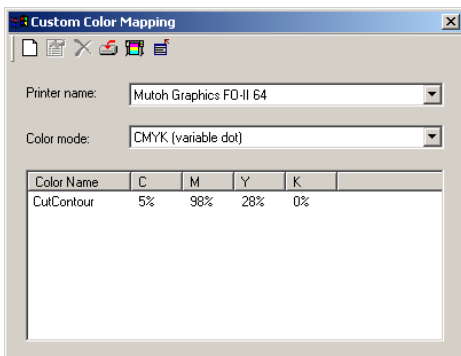 Custom Color Mapping
Printer name: Mutoh Graphics FO-II 64
Color mode: CMYK (variable dot)
Color Name C M Y K
CutContour 5% 98% 28% 0%